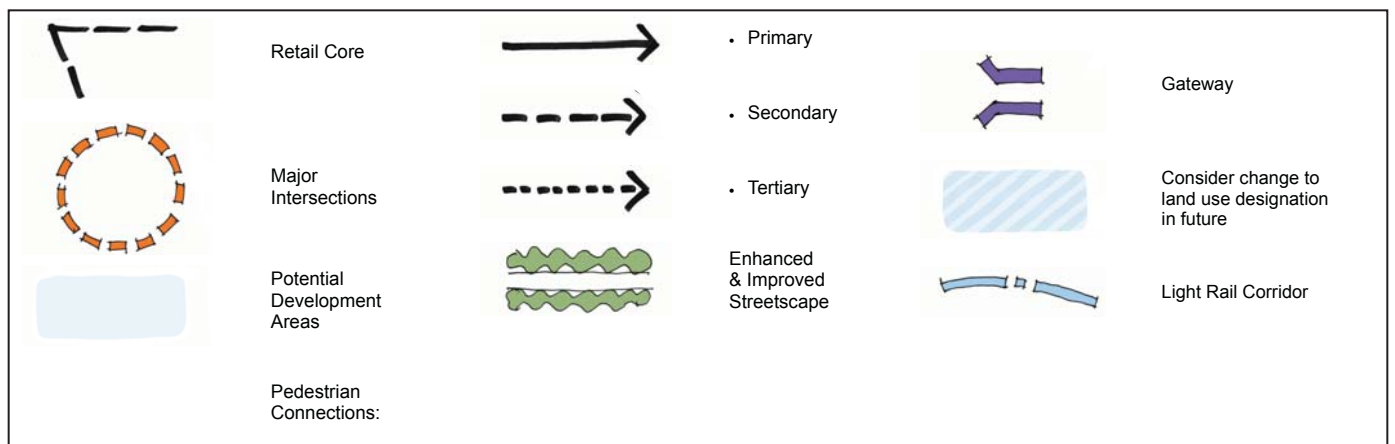 Retail Core
Major
Intersections
Potential
Development
Areas
Pedestrian
Connections:
• Primary
• Secondary
• Tertiary
Enhanced
& Improved
Streetscape
Gateway
Consider change to
land use designation
in future
Light Rail Corridor